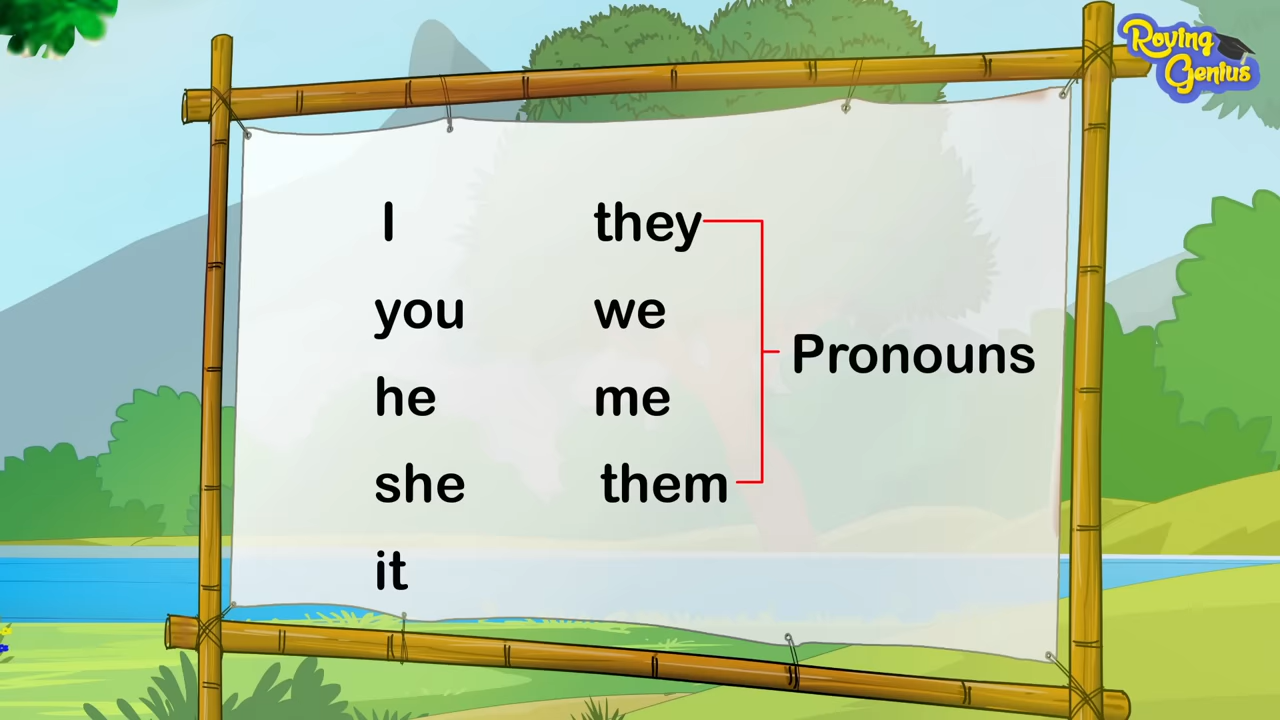 Roving
Genius
I they
you we
he me
she them
it
Pronouns